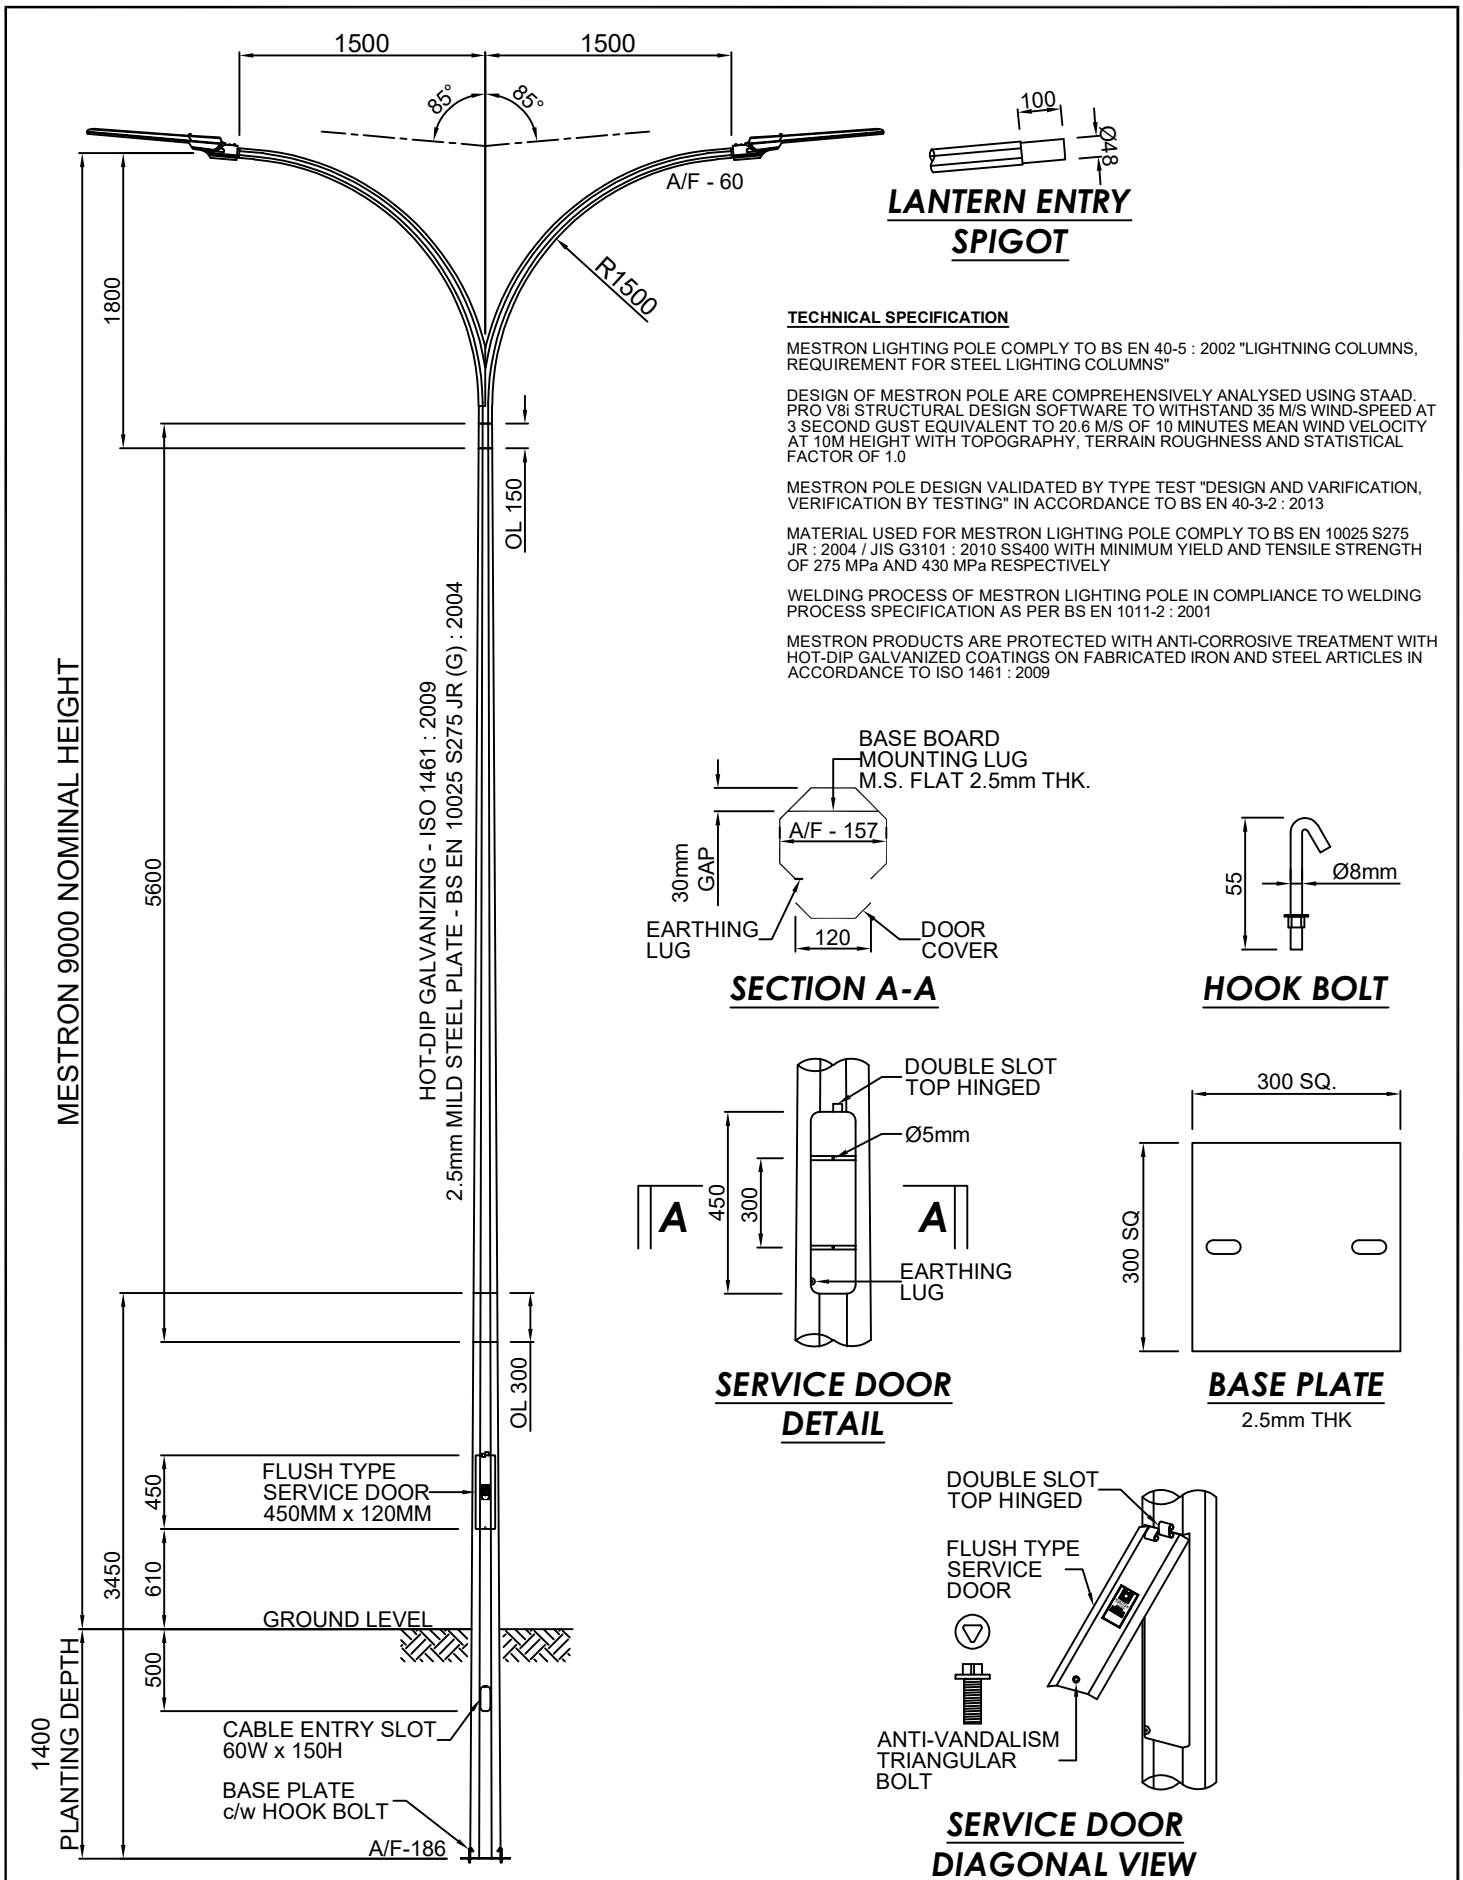 1500
1500
85°
85°
A/F - 60
R1500
1800
OL 150
5600
MESTRON 9000 NOMINAL HEIGHT
HOT-DIP GALVANIZING - ISO 1461 : 2009
2.5mm MILD STEEL PLATE - BS EN 10025 S275 JR (G) : 2004
OL 300
450
FLUSH TYPE
SERVICE DOOR
450MM x 120MM
3450
610
GROUND LEVEL
500
1400
PLANTING DEPTH
CABLE ENTRY SLOT
60W x 150H
BASE PLATE
c/w HOOK BOLT
A/F-186
100
Ø48
LANTERN ENTRY
SPIGOT
TECHNICAL SPECIFICATION
MESTRON LIGHTING POLE COMPLY TO BS EN 40-5 : 2002 "LIGHTNING COLUMNS,
REQUIREMENT FOR STEEL LIGHTING COLUMNS"
DESIGN OF MESTRON POLE ARE COMPREHENSIVELY ANALYSED USING STAAD.
PRO V8i STRUCTURAL DESIGN SOFTWARE TO WITHSTAND 35 M/S WIND-SPEED AT
3 SECOND GUST EQUIVALENT TO 20.6 M/S OF 10 MINUTES MEAN WIND VELOCITY
AT 10M HEIGHT WITH TOPOGRAPHY, TERRAIN ROUGHNESS AND STATISTICAL
FACTOR OF 1.0
MESTRON POLE DESIGN VALIDATED BY TYPE TEST "DESIGN AND VARIFICATION,
VERIFICATION BY TESTING" IN ACCORDANCE TO BS EN 40-3-2 : 2013
MATERIAL USED FOR MESTRON LIGHTING POLE COMPLY TO BS EN 10025 S275
JR : 2004 / JIS G3101 : 2010 SS400 WITH MINIMUM YIELD AND TENSILE STRENGTH
OF 275 MPa AND 430 MPa RESPECTIVELY
WELDING PROCESS OF MESTRON LIGHTING POLE IN COMPLIANCE TO WELDING
PROCESS SPECIFICATION AS PER BS EN 1011-2 : 2001
MESTRON PRODUCTS ARE PROTECTED WITH ANTI-CORROSIVE TREATMENT WITH
HOT-DIP GALVANIZED COATINGS ON FABRICATED IRON AND STEEL ARTICLES IN
ACCORDANCE TO ISO 1461 : 2009
BASE BOARD
MOUNTING LUG
M.S. FLAT 2.5mm THK.
A/F - 157
30mm
GAP
EARTHING
LUG
120
DOOR
COVER
SECTION A-A
55
Ø8mm
HOOK BOLT
DOUBLE SLOT
TOP HINGED
Ø5mm
450
300
A
A
EARTHING
LUG
SERVICE DOOR
DETAIL
300 SQ.
300 SQ
BASE PLATE
2.5mm THK
DOUBLE SLOT
TOP HINGED
FLUSH TYPE
SERVICE
DOOR
ANTI-VANDALISM
TRIANGULAR
BOLT
SERVICE DOOR
DIAGONAL VIEW